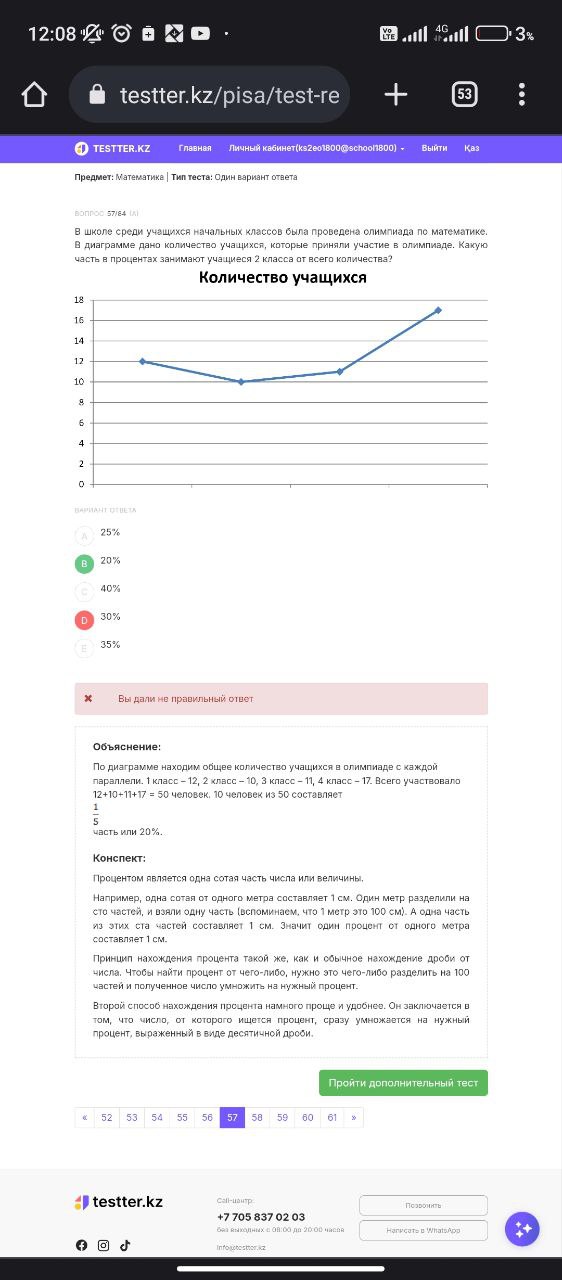 12:08
Vo LTE 4G 3%
testter.kz/pisa/test-re
53
TESTTER.KZ Главная Личный кабинет(ks2eo1800@school1800) Выйти Қаз
Предмет: Математика | Тип теста: Один вариант ответа
ВОПРОС 57/84 (A)
В школе среди учащихся начальных классов была проведена олимпиада по математике.
В диаграмме дано количество учащихся, которые приняли участие в олимпиаде. Какую
часть в процентах занимают учащиеся 2 класса от всего количества?
Количество учащихся
18
16
14
12
10
8
6
4
2
0
ВАРИАНТ ОТВЕТА
A 25%
B 20%
C 40%
D 30%
E 35%
✖ Вы дали не правильный ответ
Объяснение:
По диаграмме находим общее количество учащихся в олимпиаде с каждой
параллели. 1 класс – 12, 2 класс – 10, 3 класс – 11, 4 класс – 17. Всего участвовало
12+10+11+17 = 50 человек. 10 человек из 50 составляет
1
5
часть или 20%.
Конспект:
Процентом является одна сотая часть числа или величины.
Например, одна сотая от одного метра составляет 1 см. Один метр разделили на
сто частей, и взяли одну часть (вспоминаем, что 1 метр это 100 см). А одна часть
из этих ста частей составляет 1 см. Значит один процент от одного метра
составляет 1 см.
Принцип нахождения процента такой же, как и обычное нахождение дроби от
числа. Чтобы найти процент от чего-либо, нужно это чего-либо разделить на 100
частей и полученное число умножить на нужный процент.
Второй способ нахождения процента намного проще и удобнее. Он заключается в
том, что число, от которого ищется процент, сразу умножается на нужный
процент, выраженный в виде десятичной дроби.
Пройти дополнительный тест
« 52 53 54 55 56 57 58 59 60 61 »
testter.kz
Call-центр:
+7 705 837 02 03
без выходных с 08:00 до 20:00 часов
info@testter.kz
Позвонить
Написать в WhatsApp